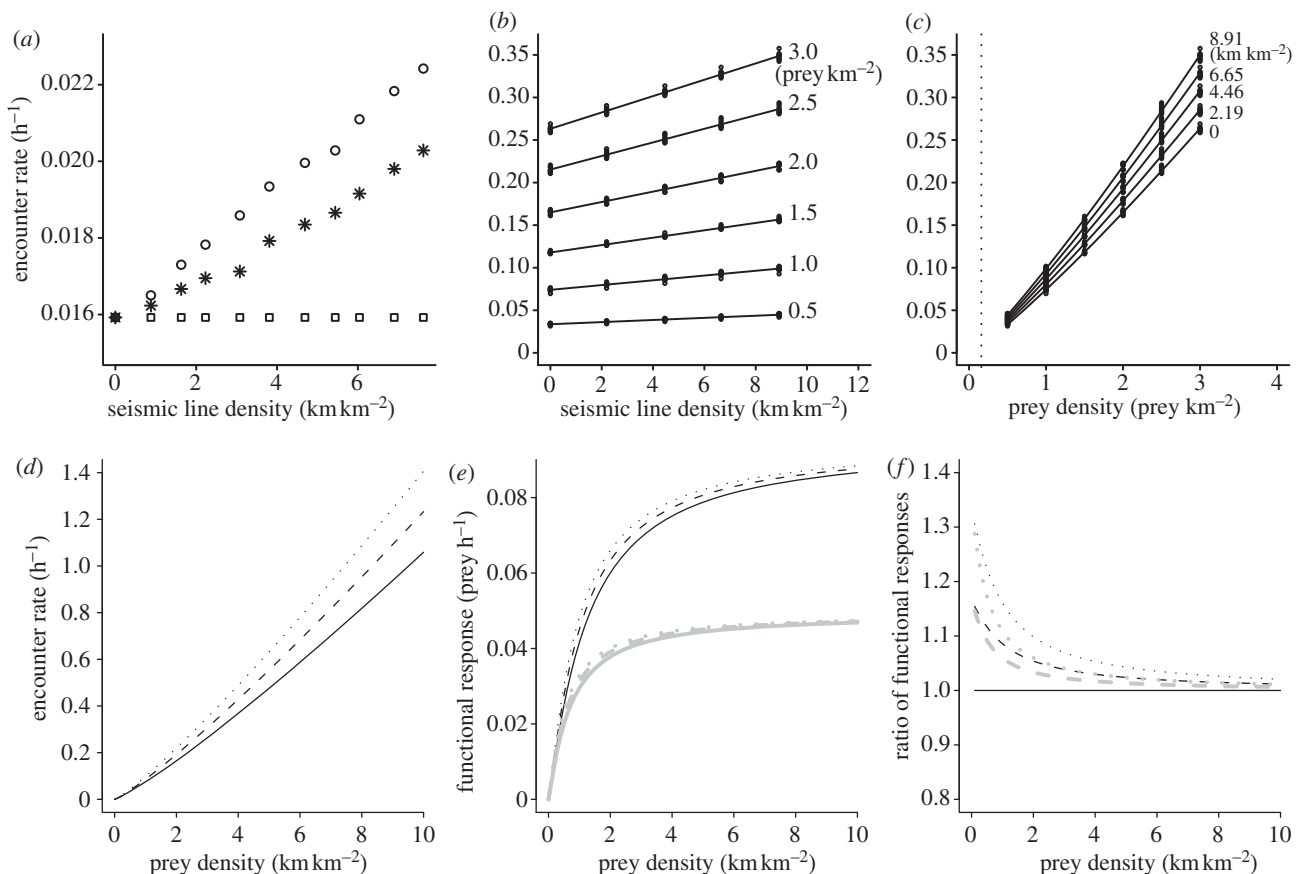 (a)
encounter rate (h⁻¹)
0.022
0.020
0.018
0.016
0 2 4 6
seismic line density (km km⁻²)
(b)
0.35
0.30
0.25
0.20
0.15
0.10
0.05
0
3.0
(prey km⁻²)
2.5
2.0
1.5
1.0
0.5
0 2 4 6 8 10 12
seismic line density (km km⁻²)
(c)
0.35
0.30
0.25
0.20
0.15
0.10
0.05
0
8.91
(km km⁻²)
6.65
4.46
2.19
0
0 1 2 3 4
prey density (prey km⁻²)
(d)
encounter rate (h⁻¹)
1.4
1.2
1.0
0.8
0.6
0.4
0.2
0
0 2 4 6 8 10
prey density (km km⁻²)
(e)
functional response (prey h⁻¹)
0.08
0.06
0.04
0.02
0
0 2 4 6 8 10
prey density (km km⁻²)
(f)
ratio of functional responses
1.4
1.3
1.2
1.1
1.0
0.9
0.8
0 2 4 6 8 10
prey density (km km⁻²)